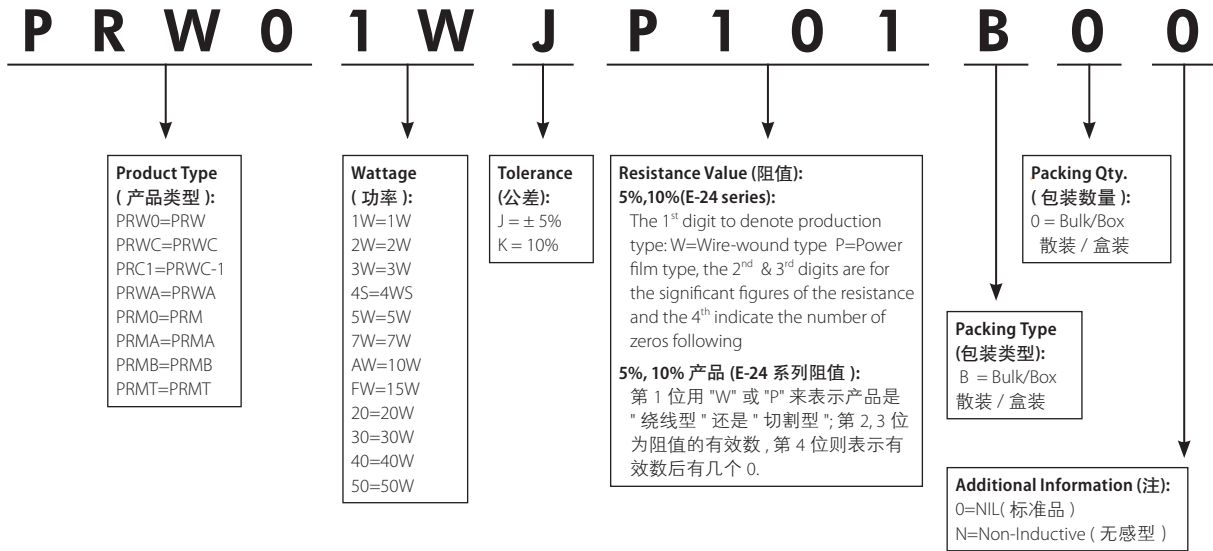 P R W 0 1 W J P 1 0 1 B 0 0
Product Type
( 产品类型 ):
PRW0=PRW
PRWC=PRWC
PRC1=PRWC-1
PRWA=PRWA
PRM0=PRM
PRMA=PRMA
PRMB=PRMB
PRMT=PRMT
Wattage
( 功率 ):
1W=1W
2W=2W
3W=3W
4S=4WS
5W=5W
7W=7W
AW=10W
FW=15W
20=20W
30=30W
40=40W
50=50W
Tolerance
(公差):
J = ± 5%
K = 10%
Resistance Value (阻值):
5%,10%(E-24 series):
The 1st digit to denote production
type: W=Wire-wound type P=Power
film type, the 2nd & 3rd digits are for
the significant figures of the resistance
and the 4th indicate the number of
zeros following
5%, 10% 产品 (E-24 系列阻值 ):
第 1 位用 "W" 或 "P" 来表示产品是
" 绕线型 " 还是 " 切割型 "; 第 2, 3 位
为阻值的有效数 , 第 4 位则表示有
效数后有几个 0.
Packing Qty.
( 包装数量 ):
0 = Bulk/Box
散装 / 盒装
Packing Type
(包装类型):
B = Bulk/Box
散装 / 盒装
Additional Information (注):
0=NIL( 标准品 )
N=Non-Inductive ( 无感型 )